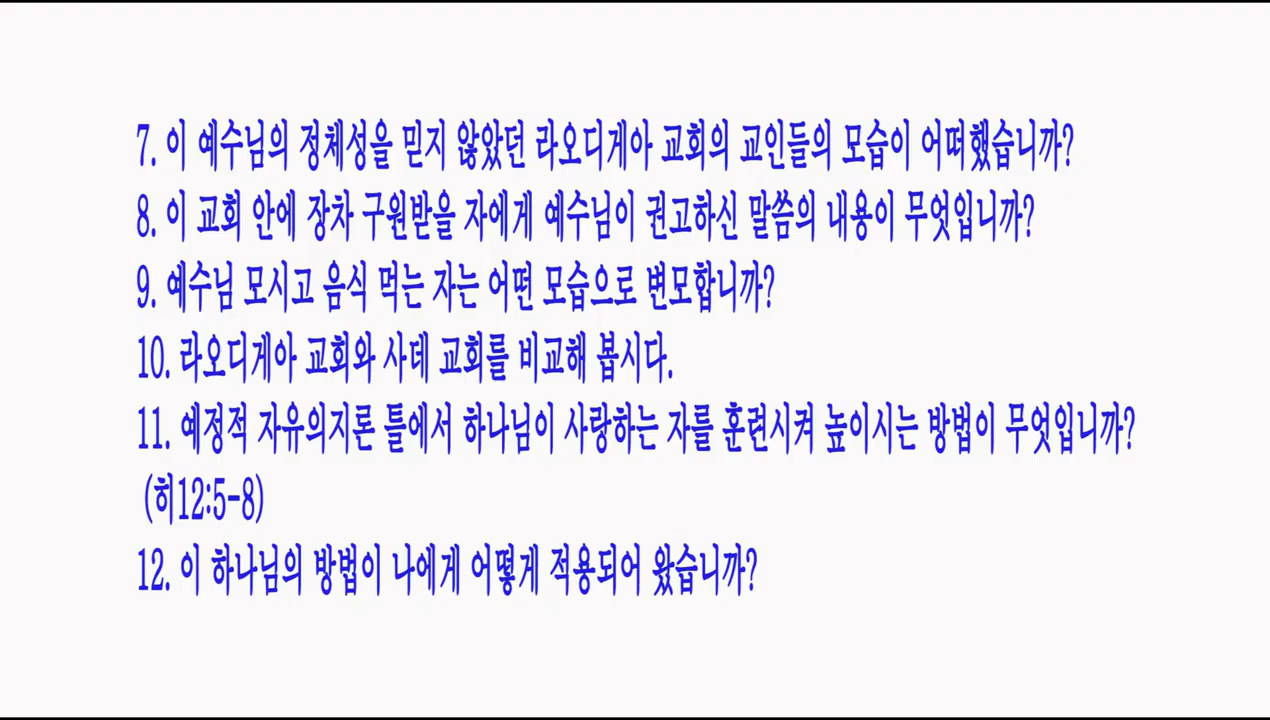 7. 이 예수님의 정체성을 믿지 않았던 라오디게아 교회의 교인들의 모습이 어떠했습니까?
8. 이 교회 안에 장차 구원받을 자에게 예수님이 권고하신 말씀의 내용이 무엇입니까?
9. 예수님 모시고 음식 먹는 자는 어떤 모습으로 변모합니까?
10. 라오디게아 교회와 사데 교회를 비교해 봅시다.
11. 예정적 자유의지론 틀에서 하나님이 사랑하는 자를 훈련시켜 높이시는 방법이 무엇입니까?
(히12:5-8)
12. 이 하나님의 방법이 나에게 어떻게 적용되어 왔습니까?